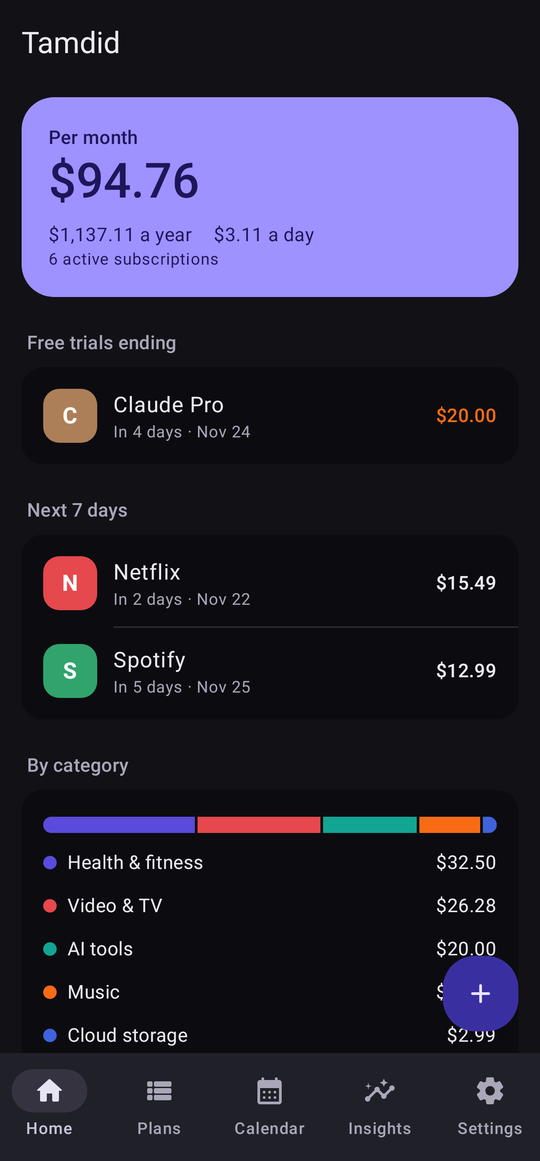 Tamdid
Per month
$94.76
$1,137.11 a year $3.11 a day
6 active subscriptions
Free trials ending
C
Claude Pro
$20.00
In 4 days · Nov 24
Next 7 days
N
Netflix
$15.49
In 2 days · Nov 22
S
Spotify
$12.99
In 5 days · Nov 25
By category
Health & fitness $32.50
Video & TV $26.28
AI tools $20.00
Music
Cloud storage $2.99
Home Plans Calendar Insights Settings